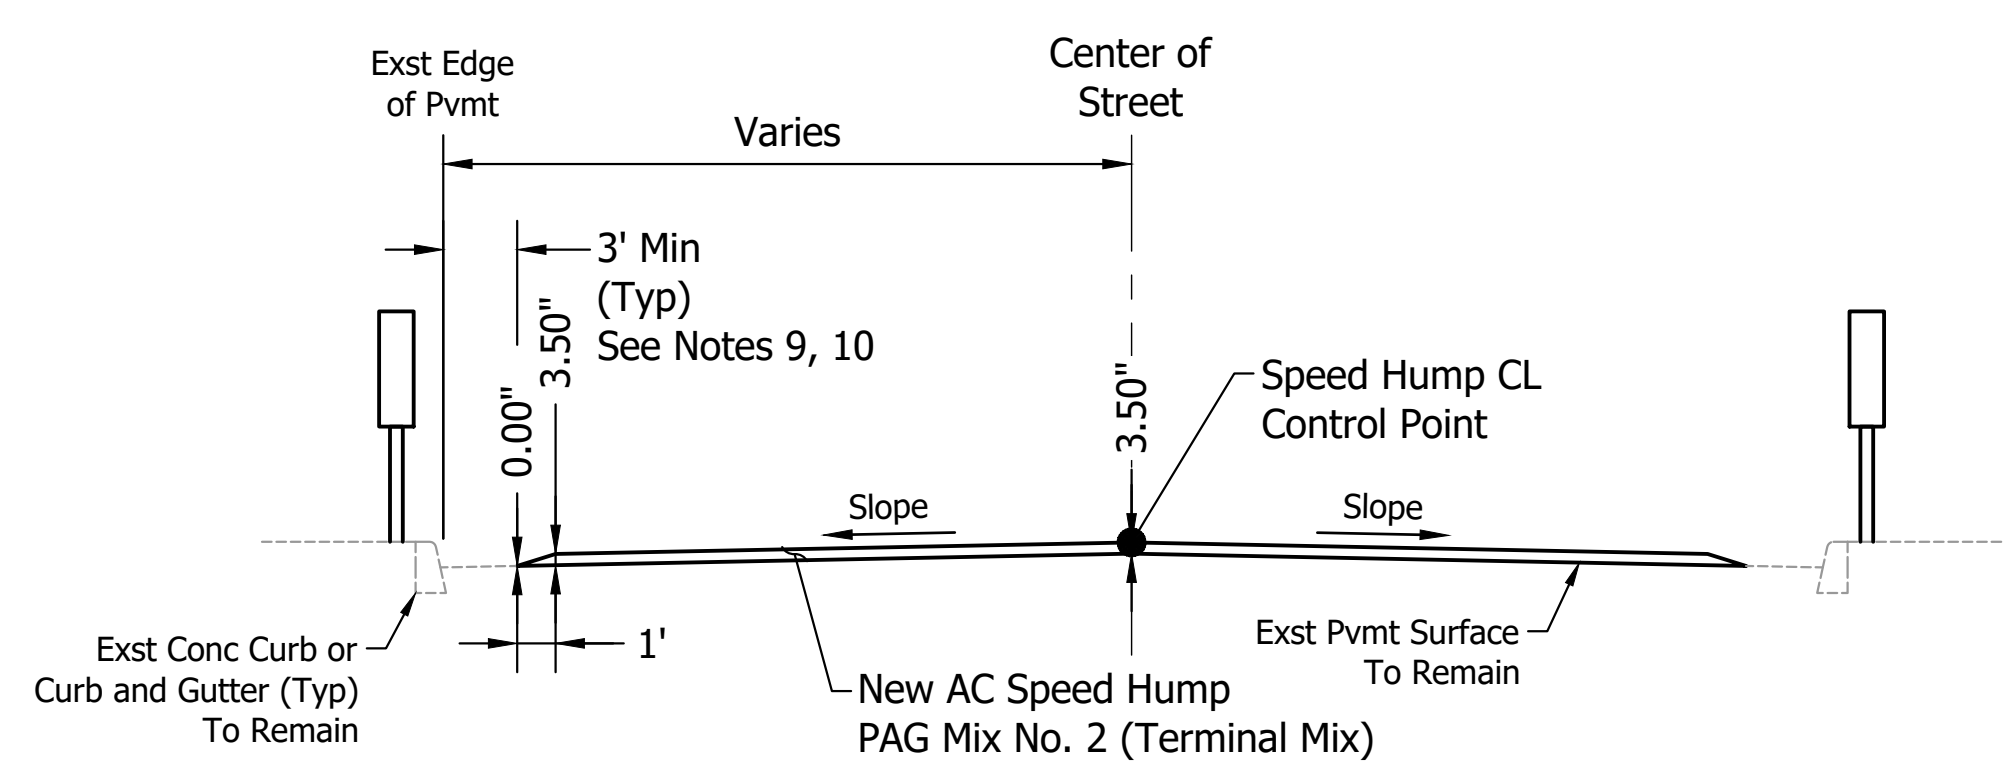 Exst Edge
of Pvmt
Center of
Street
Varies
3' Min
(Typ)
See Notes 9, 10
0.00"
3.50"
3.50"
Speed Hump CL
Control Point
Slope
Slope
Exst Conc Curb or
Curb and Gutter (Typ)
To Remain
1'
New AC Speed Hump
PAG Mix No. 2 (Terminal Mix)
Exst Pvmt Surface
To Remain